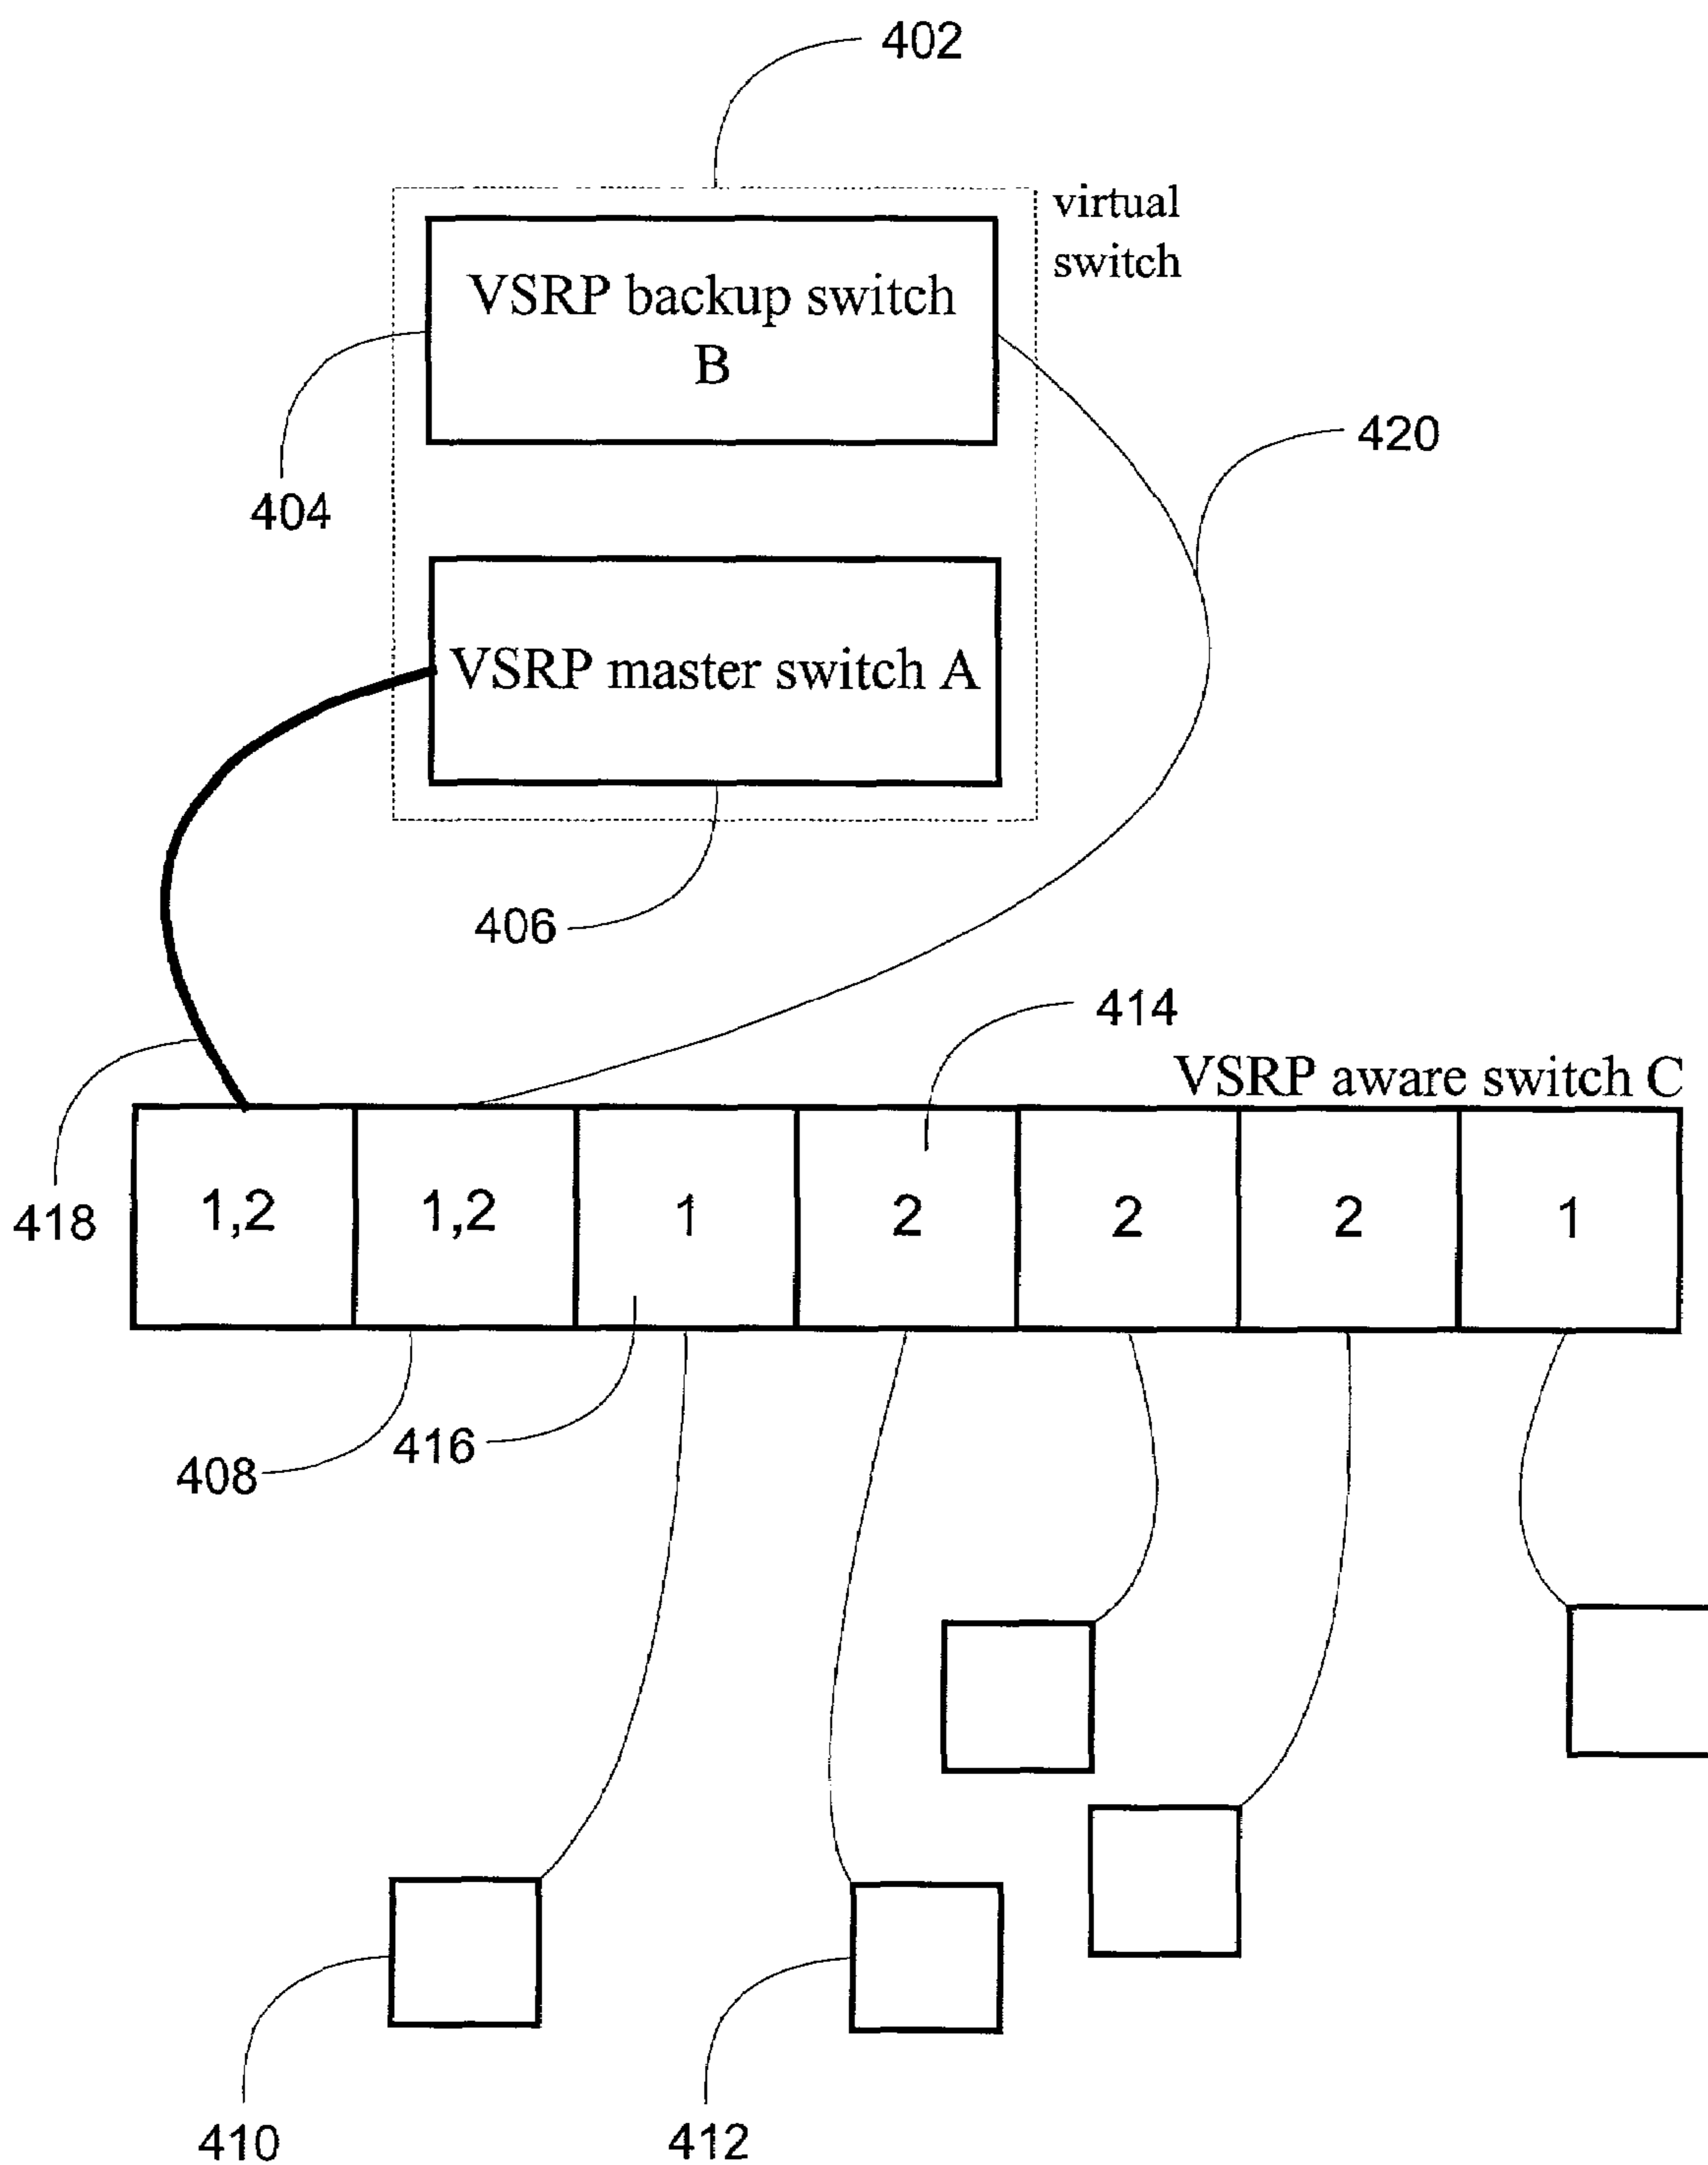 402
virtual
switch
VSRP backup switch
B
420
404
VSRP master switch A
406
414
VSRP aware switch C
1,2 1,2 1 2 2 2 1
418
416
408
410
412